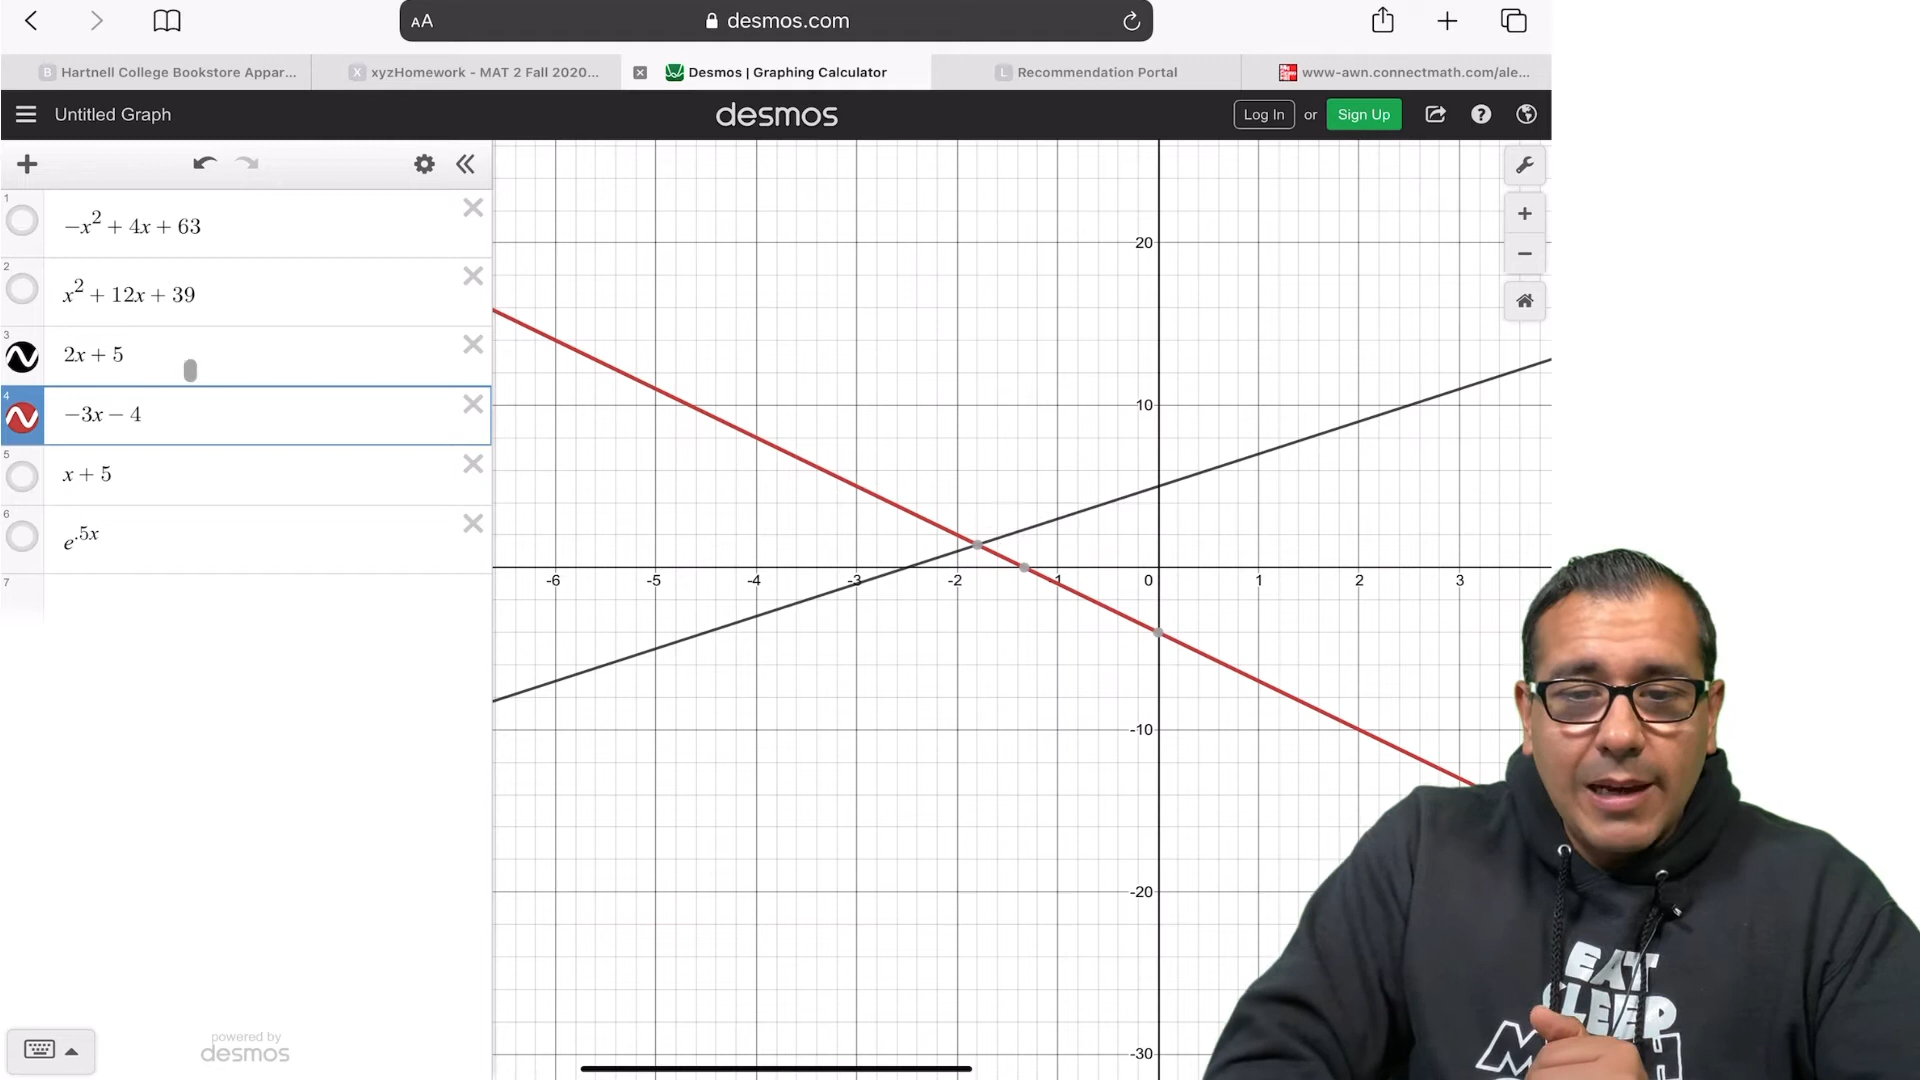 AA desmos.com
B Hartnell College Bookstore Appar...
X xyzHomework - MAT 2 Fall 2020...
Desmos | Graphing Calculator
L Recommendation Portal
www-awn.connectmath.com/ale...
Untitled Graph
desmos
Log In or Sign Up
1
−x² + 4x + 63
2
x² + 12x + 39
3
2x + 5
4
−3x − 4
5
x + 5
6
e^.5x
7
20
10
-6 -5 -4 -3 -2 -1 0 1 2 3
-10
-20
-30
powered by
desmos
EAT
SLEEP